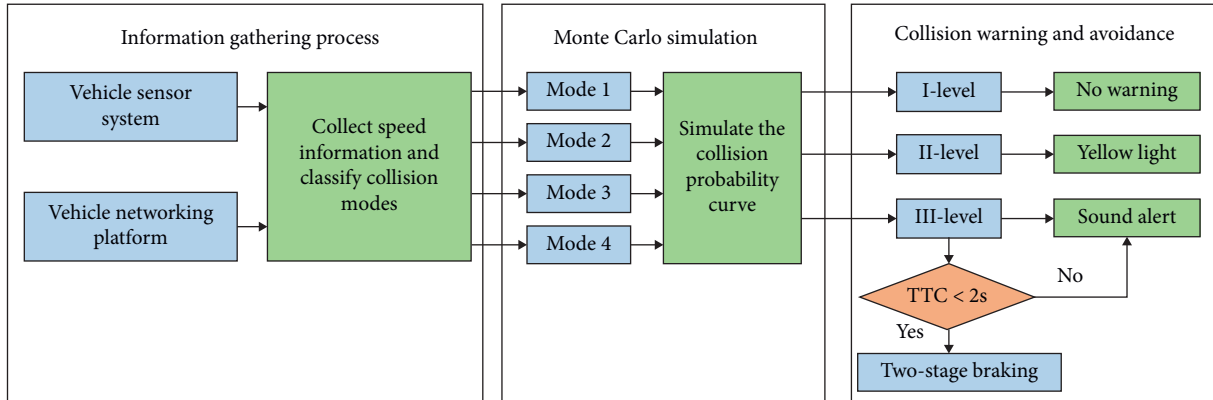 Information gathering process
Vehicle sensor
system
Vehicle networking
platform
Collect speed
information and
classify collision
modes
Monte Carlo simulation
Mode 1
Mode 2
Mode 3
Mode 4
Simulate the
collision
probability
curve
Collision warning and avoidance
I-level
No warning
II-level
Yellow light
III-level
Sound alert
TTC < 2s
No
Yes
Two-stage braking